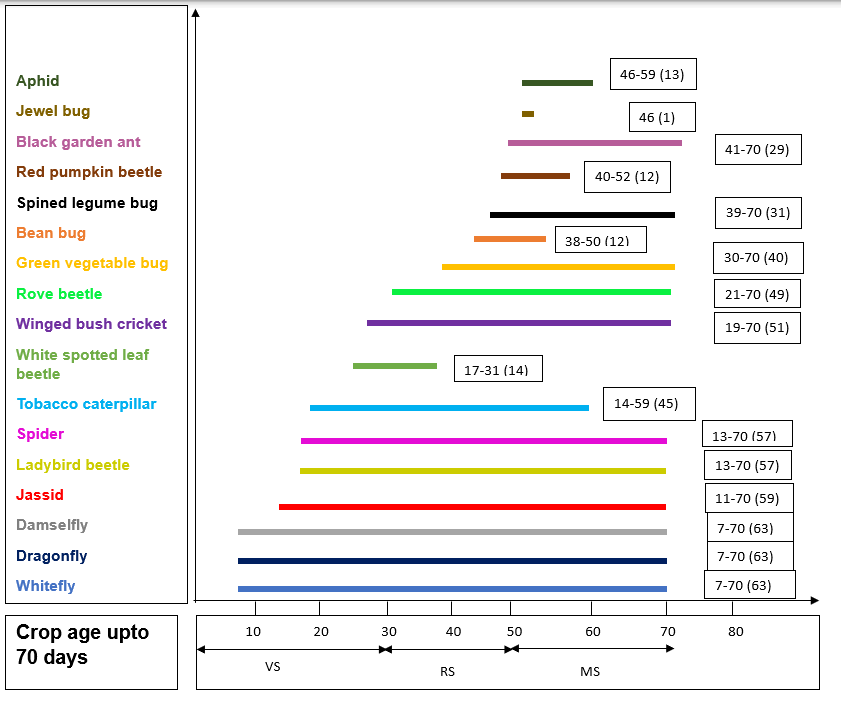 Aphid
46-59 (13)
Jewel bug
46 (1)
Black garden ant
41-70 (29)
Red pumpkin beetle
40-52 (12)
Spined legume bug
39-70 (31)
Bean bug
38-50 (12)
Green vegetable bug
30-70 (40)
Rove beetle
21-70 (49)
Winged bush cricket
19-70 (51)
White spotted leaf
beetle
17-31 (14)
Tobacco caterpillar
14-59 (45)
Spider
13-70 (57)
Ladybird beetle
13-70 (57)
Jassid
11-70 (59)
Damselfly
7-70 (63)
Dragonfly
7-70 (63)
Whitefly
7-70 (63)
Crop age upto
70 days
10 20 30 40 50 60 70 80
VS RS MS